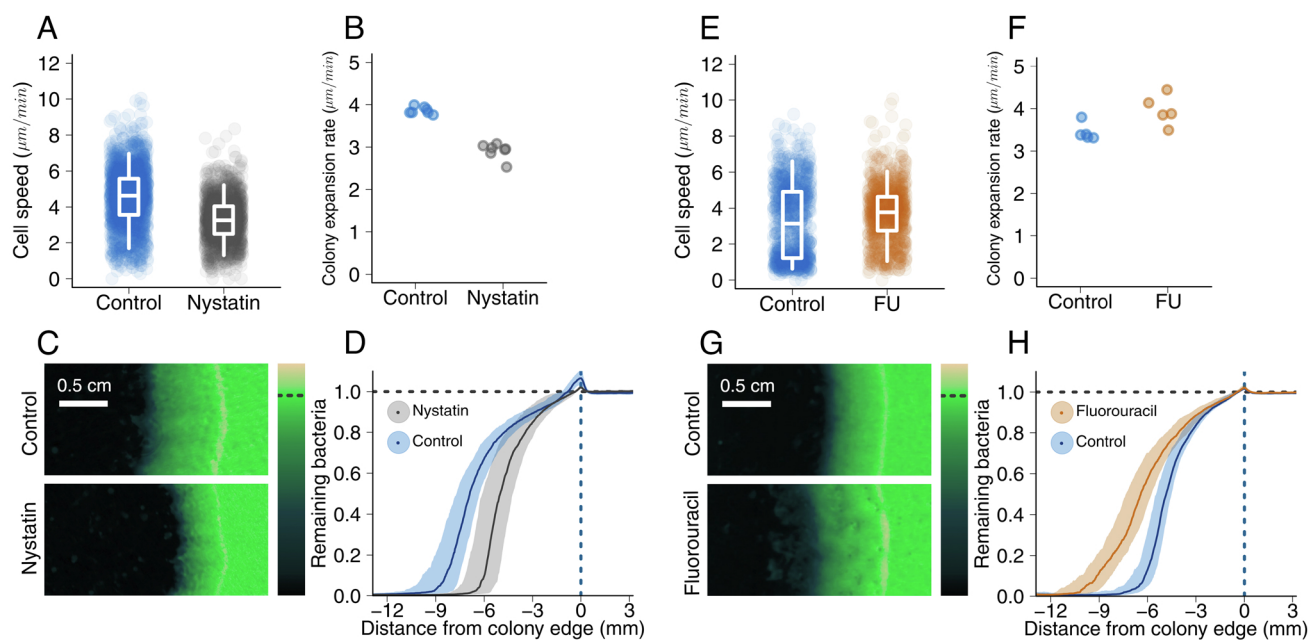 A
Cell speed (μm/min)
12
10
8
6
4
2
0
Control
Nystatin
B
Colony expansion rate (μm/min)
5
4
3
2
1
0
Control
Nystatin
E
Cell speed (μm/min)
12
10
8
6
4
2
0
Control
FU
F
Colony expansion rate (μm/min)
5
4
3
2
1
0
Control
FU
C
Control
0.5 cm
Nystatin
D
Remaining bacteria
1.0
0.8
0.6
0.4
0.2
0.0
Nystatin
Control
−12 −9 −6 −3 0 3
Distance from colony edge (mm)
G
Control
0.5 cm
Fluorouracil
H
Remaining bacteria
1.0
0.8
0.6
0.4
0.2
0.0
Fluorouracil
Control
−12 −9 −6 −3 0 3
Distance from colony edge (mm)